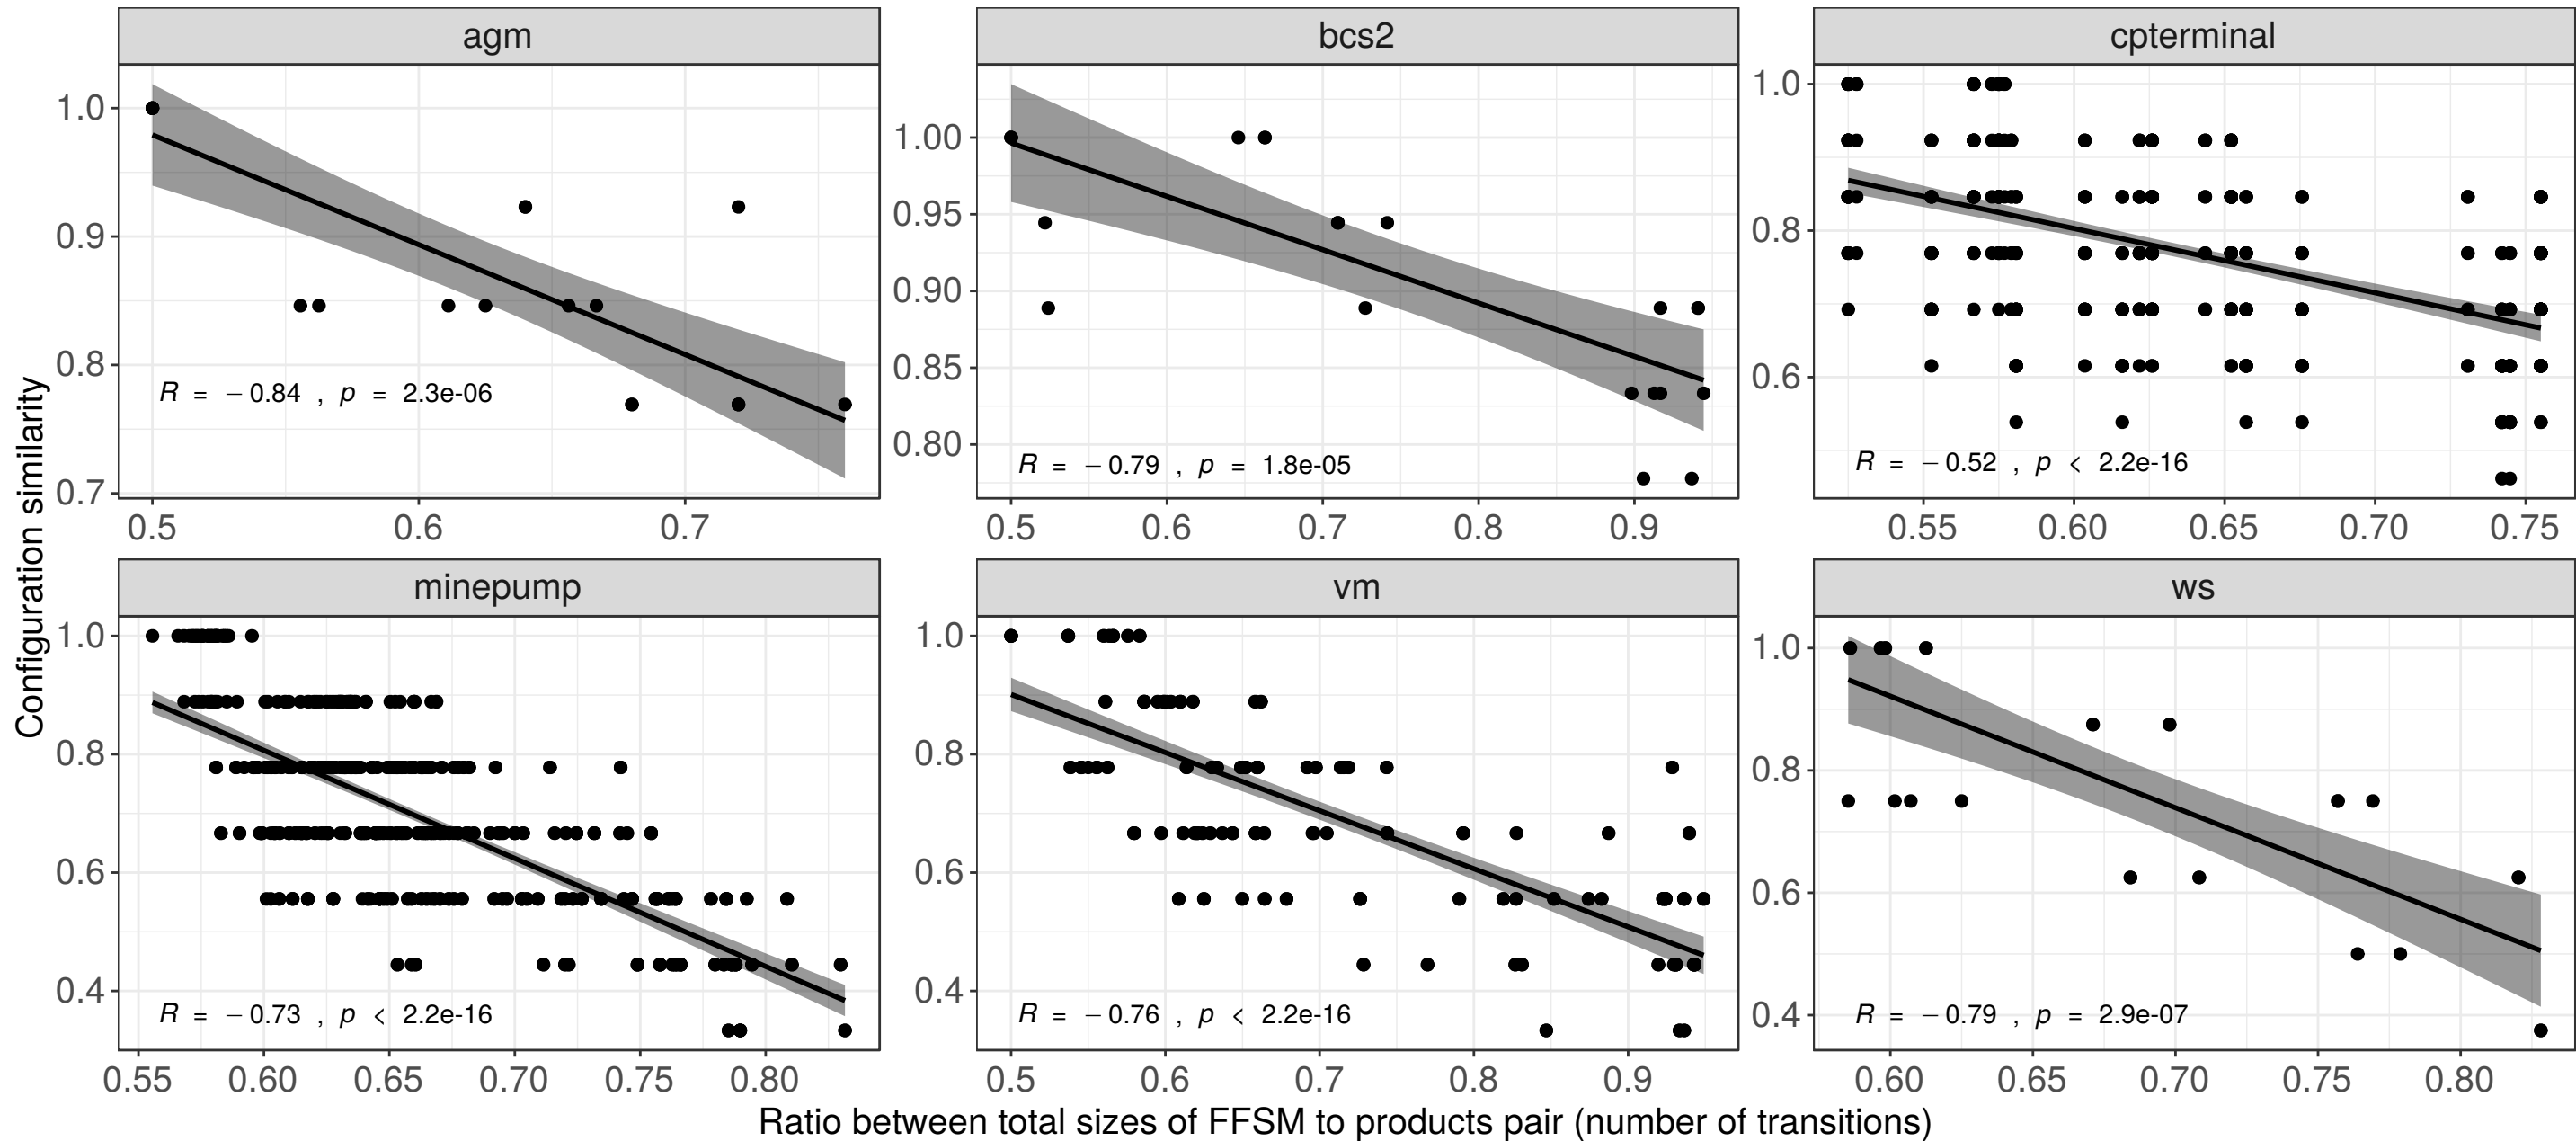 agm
bcs2
cpterminal
1.0
0.9
0.8
0.7
R = −0.84 , p = 2.3e-06
0.5 0.6 0.7
1.00
0.95
0.90
0.85
0.80
R = −0.79 , p = 1.8e-05
0.5 0.6 0.7 0.8 0.9
1.0
0.8
0.6
R = −0.52 , p < 2.2e-16
0.55 0.60 0.65 0.70 0.75
Configuration similarity
minepump
vm
ws
1.0
0.8
0.6
0.4
R = −0.73 , p < 2.2e-16
0.55 0.60 0.65 0.70 0.75 0.80
1.0
0.8
0.6
0.4
R = −0.76 , p < 2.2e-16
0.5 0.6 0.7 0.8 0.9
1.0
0.8
0.6
0.4
R = −0.79 , p = 2.9e-07
0.60 0.65 0.70 0.75 0.80
Ratio between total sizes of FFSM to products pair (number of transitions)